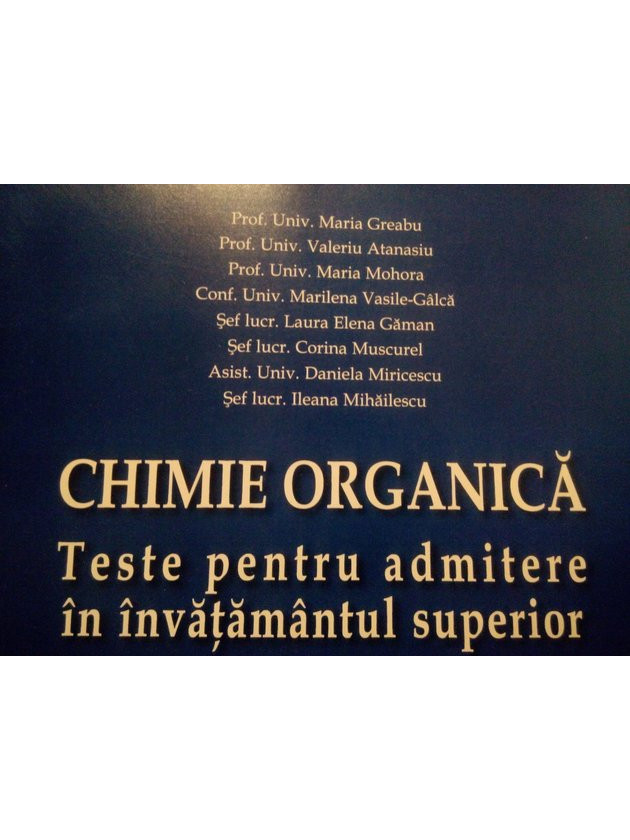 Prof. Univ. Maria Greabu
Prof. Univ. Valeriu Atanasiu
Prof. Univ. Maria Mohora
Conf. Univ. Marilena Vasile-Gâlcă
Şef lucr. Laura Elena Găman
Şef lucr. Corina Muscurel
Asist. Univ. Daniela Miricescu
Şef lucr. Ileana Mihăilescu
CHIMIE ORGANICĂ
Teste pentru admitere
în învățământul superior